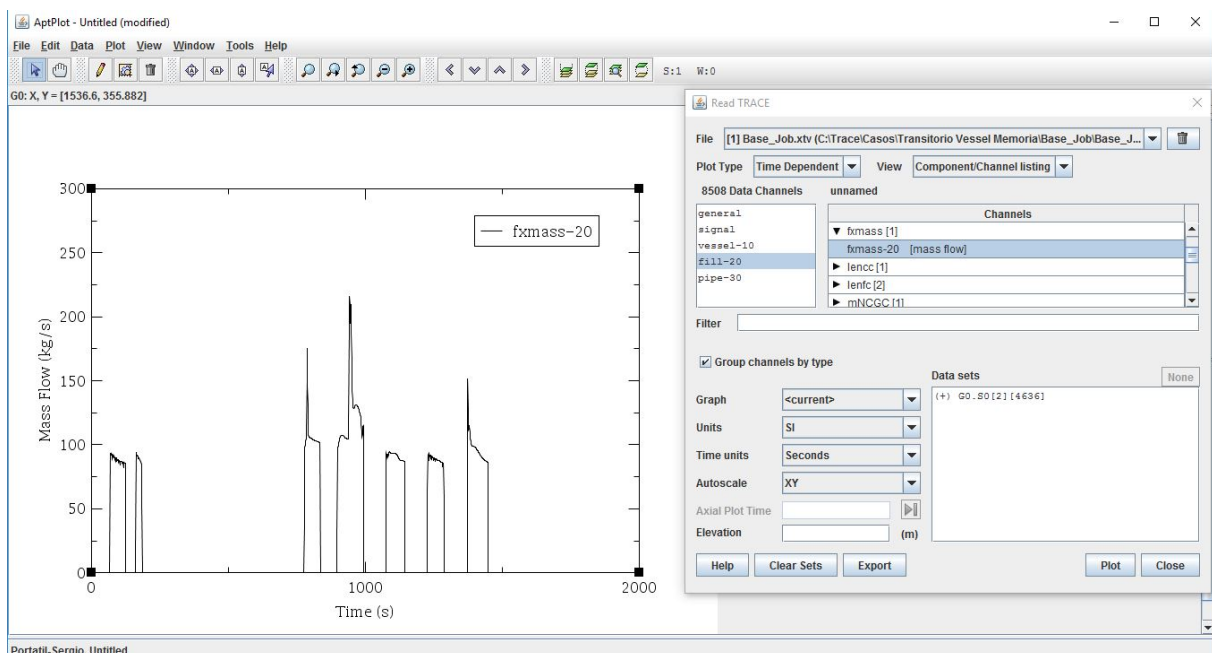 AptPlot - Untitled (modified)
File Edit Data Plot View Window Tools Help
S:1 W:0
G0: X, Y = [1536.6, 355.882]
300
250
200
150
100
50
0
Mass Flow (kg/s)
fxmass-20
0 1000 2000
Time (s)
Portatil-Sergio, Untitled
Read TRACE
File [1] Base_Job.xtv (C:\Trace\Casos\Transitorio Vessel Memoria\Base_Job\Base_J...
Plot Type Time Dependent View Component/Channel listing
8508 Data Channels unnamed
general
signal
vessel-10
fill-20
pipe-30
Channels
fxmass [1]
fxmass-20 [mass flow]
lencc [1]
lenfc [2]
mNCGC [1]
Filter
Group channels by type
Data sets None
Graph <current>
(+) G0.S0[2][4636]
Units SI
Time units Seconds
Autoscale XY
Axial Plot Time
Elevation (m)
Help Clear Sets Export Plot Close